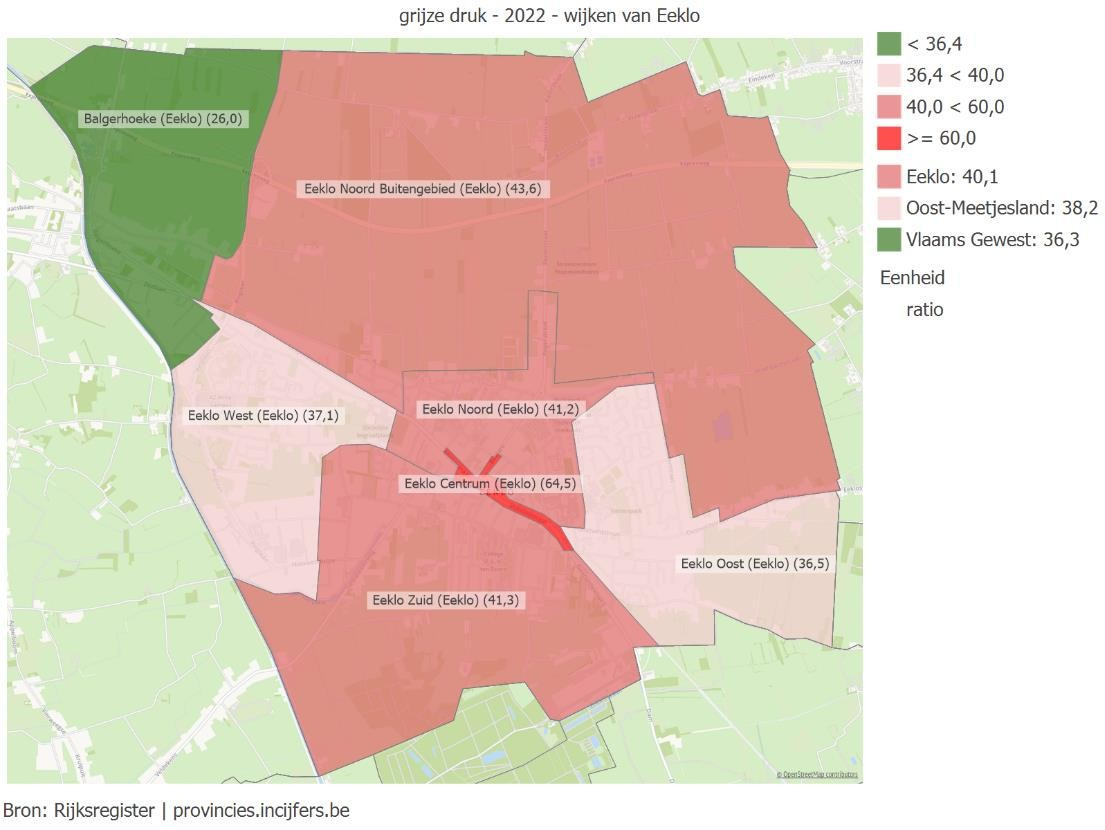 grijze druk - 2022 - wijken van Eeklo
< 36,4
36,4 < 40,0
40,0 < 60,0
>= 60,0
Eeklo: 40,1
Oost-Meetjesland: 38,2
Vlaams Gewest: 36,3
Eenheid
ratio
Balgerhoeke (Eeklo) (26,0)
Eeklo Noord Buitengebied (Eeklo) (43,6)
Eeklo West (Eeklo) (37,1)
Eeklo Noord (Eeklo) (41,2)
Eeklo Centrum (Eeklo) (64,5)
Eeklo Oost (Eeklo) (36,5)
Eeklo Zuid (Eeklo) (41,3)
© OpenStreetMap contributors
Bron: Rijksregister | provincies.incijfers.be